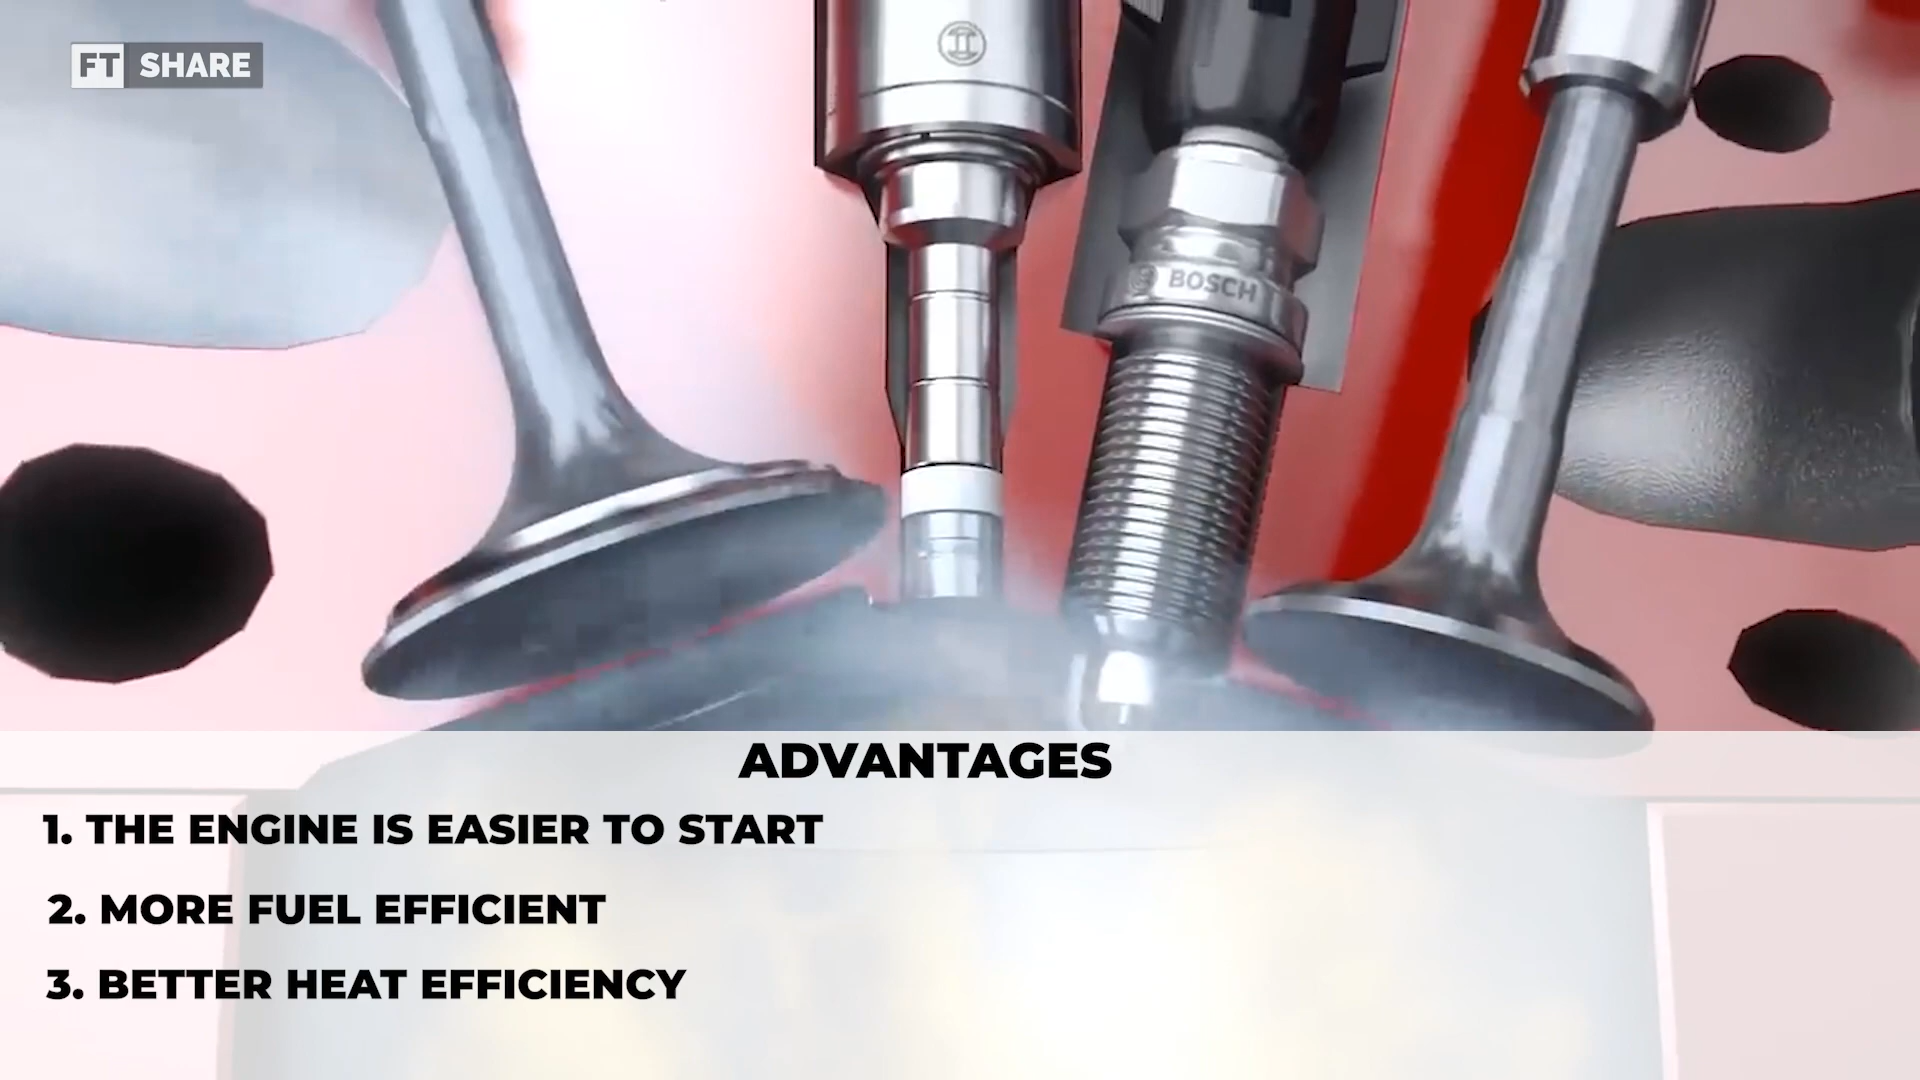 FT SHARE
BOSCH
ADVANTAGES
1. THE ENGINE IS EASIER TO START
2. MORE FUEL EFFICIENT
3. BETTER HEAT EFFICIENCY